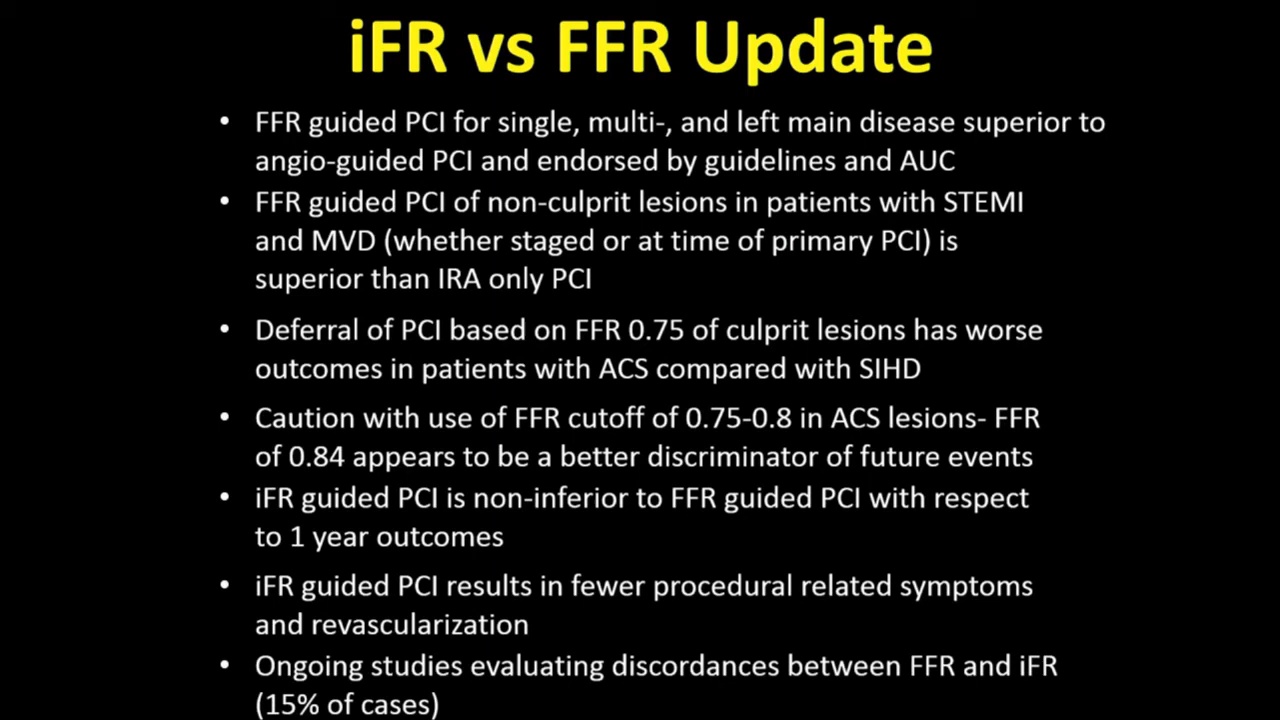 iFR vs FFR Update
• FFR guided PCI for single, multi-, and left main disease superior to
angio-guided PCI and endorsed by guidelines and AUC
• FFR guided PCI of non-culprit lesions in patients with STEMI
and MVD (whether staged or at time of primary PCI) is
superior than IRA only PCI
• Deferral of PCI based on FFR 0.75 of culprit lesions has worse
outcomes in patients with ACS compared with SIHD
• Caution with use of FFR cutoff of 0.75-0.8 in ACS lesions- FFR
of 0.84 appears to be a better discriminator of future events
• iFR guided PCI is non-inferior to FFR guided PCI with respect
to 1 year outcomes
• iFR guided PCI results in fewer procedural related symptoms
and revascularization
• Ongoing studies evaluating discordances between FFR and iFR
(15% of cases)